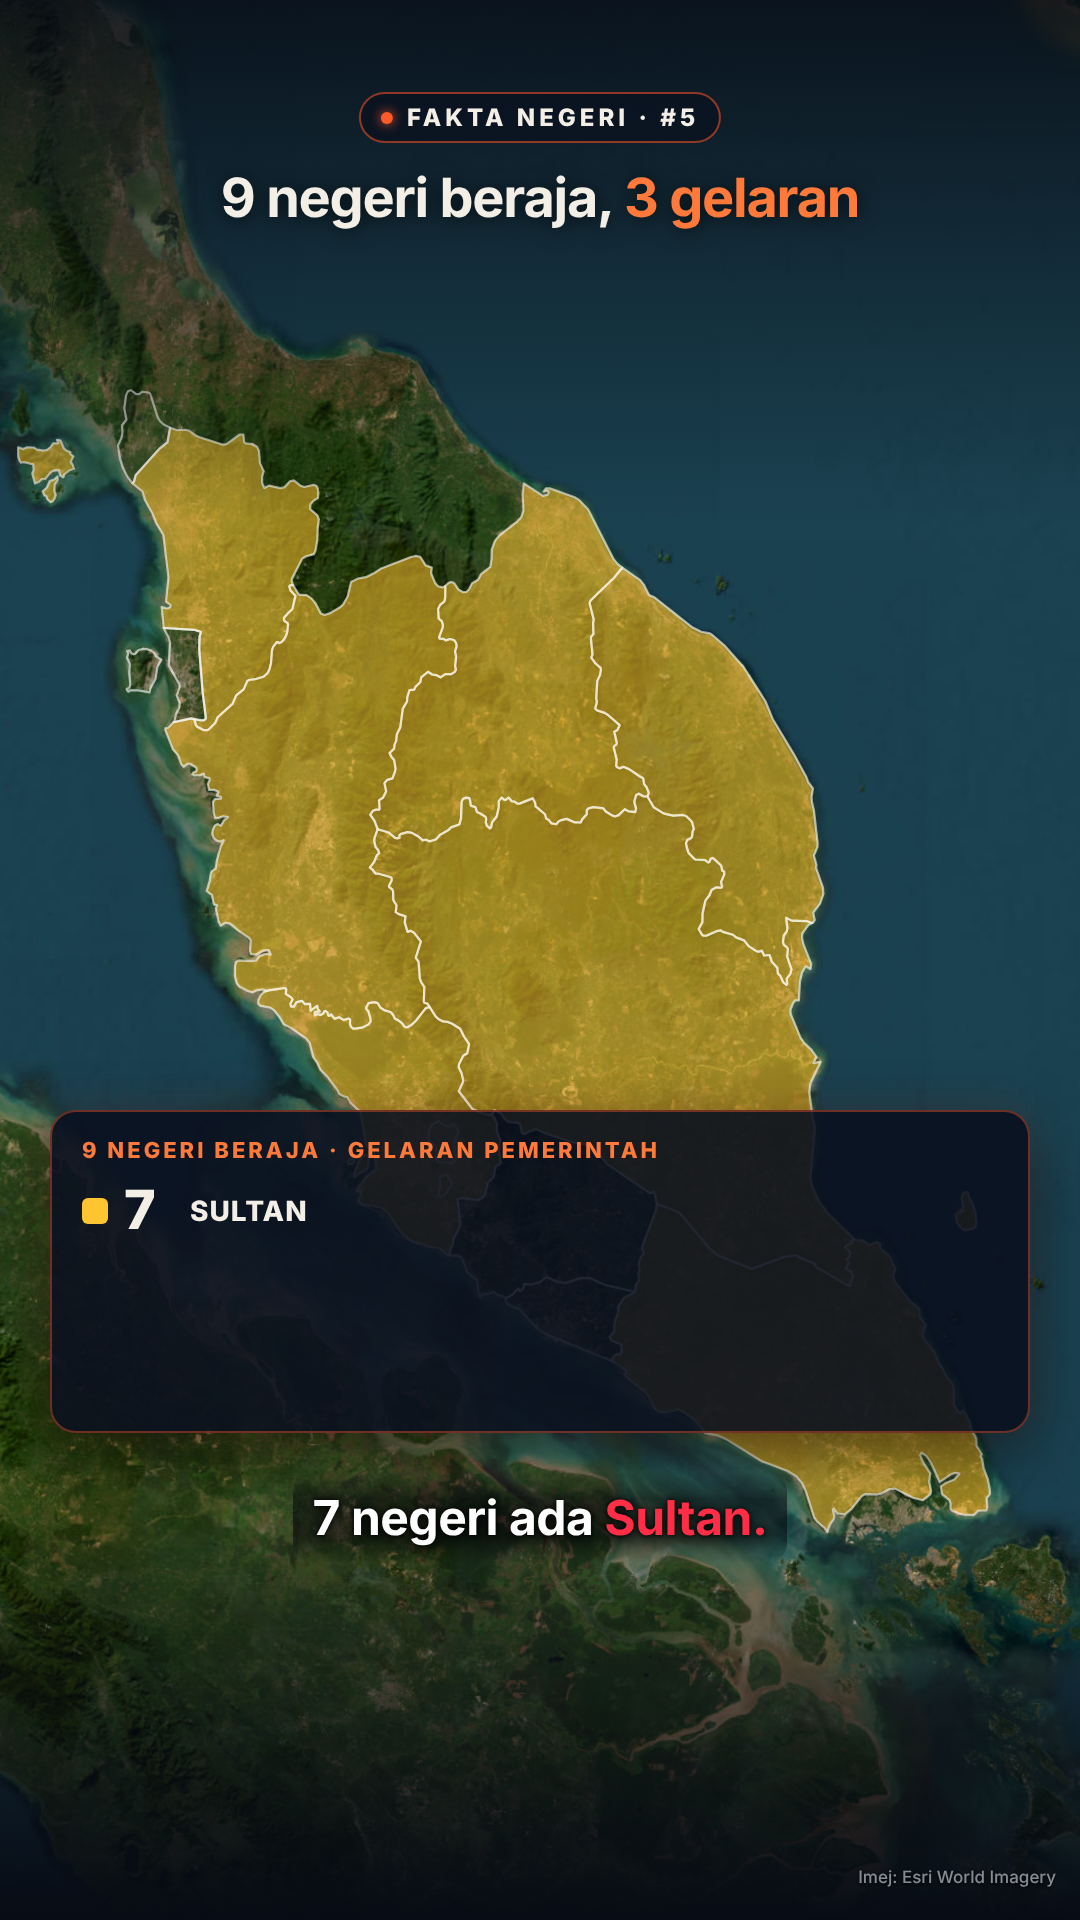 FAKTA NEGERI · #5
9 negeri beraja, 3 gelaran
9 NEGERI BERAJA · GELARAN PEMERINTAH
7 SULTAN
7 negeri ada Sultan.
Imej: Esri World Imagery